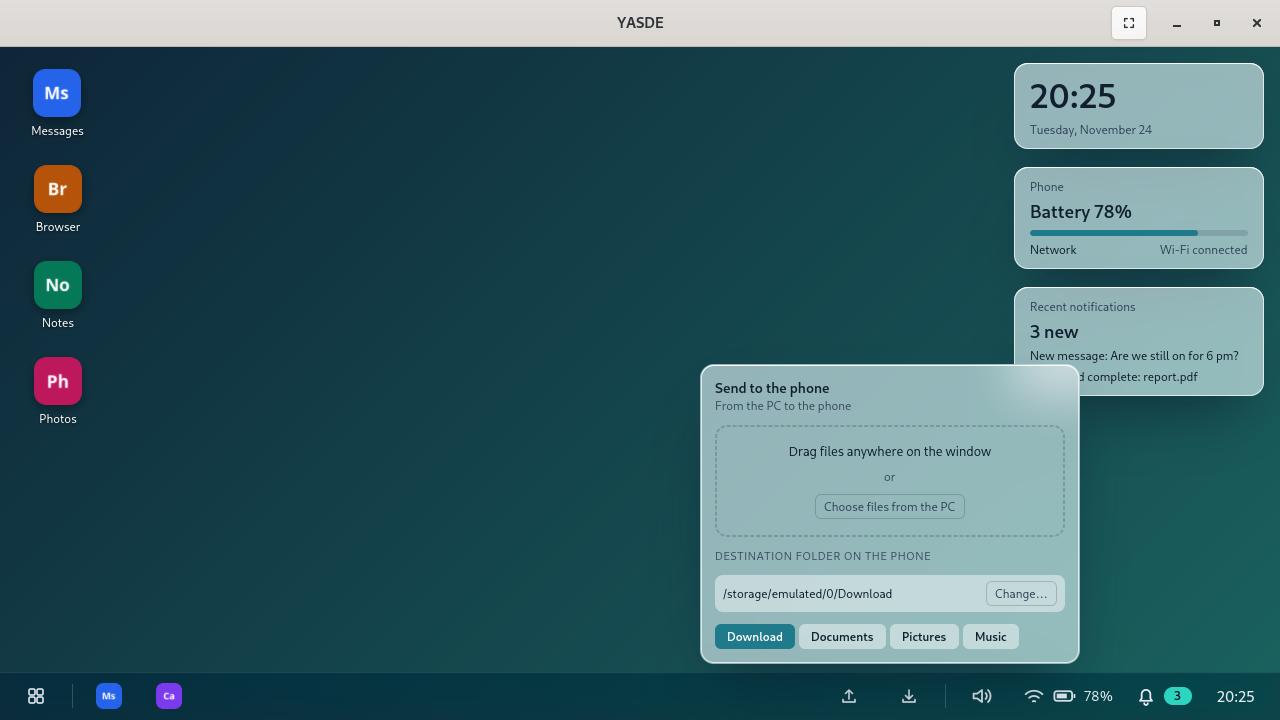 YASDE
Ms
Messages
Br
Browser
No
Notes
Ph
Photos
20:25
Tuesday, November 24
Phone
Battery 78%
Network Wi-Fi connected
Recent notifications
3 new
New message: Are we still on for 6 pm?
complete: report.pdf
Send to the phone
From the PC to the phone
Drag files anywhere on the window
or
Choose files from the PC
DESTINATION FOLDER ON THE PHONE
/storage/emulated/0/Download Change...
Download Documents Pictures Music
Ms Ca 78% 3 20:25